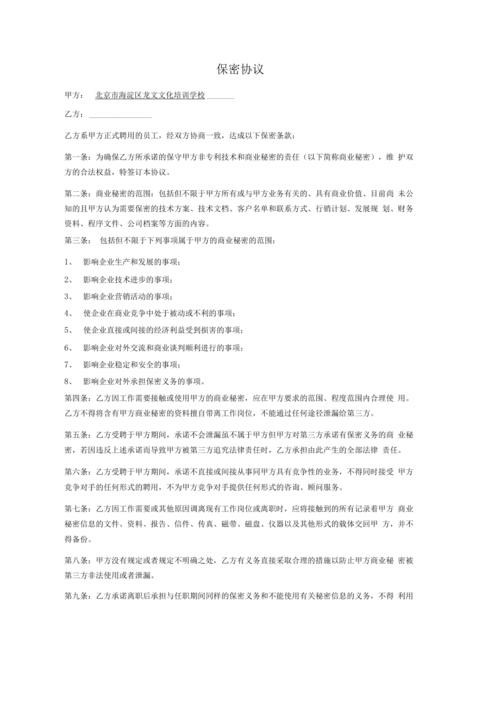 保密协议
甲方： 北京市海淀区龙文文化培训学校_______
乙方：________________
乙方系甲方正式聘用的员工，经双方协商一致，达成以下保密条款：
第一条：为确保乙方所承诺的保守甲方非专利技术和商业秘密的责任（以下简称商业秘密），维 护双
方的合法权益，特签订本协议。
第二条：商业秘密的范围：包括但不限于甲方所有或与甲方业务有关的、具有商业价值、目前尚 未公
知的且甲方认为需要保密的技术方案、技术文档、客户名单和联系方式、行销计划、发展规 划、财务
资料、程序文件、公司档案等方面的内容。
第三条： 包括但不限于下列事项属于甲方的商业秘密的范围：
1、 影响企业生产和发展的事项；
2、 影响企业技术进步的事项；
3、 影响企业营销活动的事项；
4、 使企业在商业竞争中处于被动或不利的事项；
5、 使企业直接或间接的经济利益受到损害的事项；
6、 影响企业对外交流和商业谈判顺利进行的事项；
7、 影响企业稳定和安全的事项；
8、 影响企业对外承担保密义务的事项。
第四条：乙方因工作需要接触或使用甲方的商业秘密，应在甲方要求的范围、程度范围内合理使 用。
乙方不得将含有甲方商业秘密的资料擅自带离工作岗位，不能通过任何途径泄漏给第三方。
第五条：乙方受聘于甲方期间，承诺不会泄漏虽不属于甲方但甲方对第三方承诺有保密义务的商 业秘
密，若因违反上述承诺而导致甲方被第三方追究法律责任时，乙方承担由此产生的全部法律 责任。
第六条：乙方受聘于甲方期间，承诺不直接或间接从事同甲方具有竞争性的业务，不得同时接受 甲方
竞争对手的任何形式的聘用，不为甲方竞争对手提供任何形式的咨询、顾问服务。
第七条：乙方因工作需要或其他原因调离现有工作岗位或离职时，应将接触到的所有记录着甲方 商业
秘密信息的文件、资料、报告、信件、传真、磁带、磁盘、仪器以及其他形式的载体交回甲 方，并不
得备份。
第八条：甲方没有规定或者规定不明确之处，乙方有义务直接采取合理的措施以防止甲方商业秘 密被
第三方非法使用或者泄漏。
第九条：乙方承诺离职后承担与任职期间同样的保密义务和不能使用有关秘密信息的义务，不得 利用